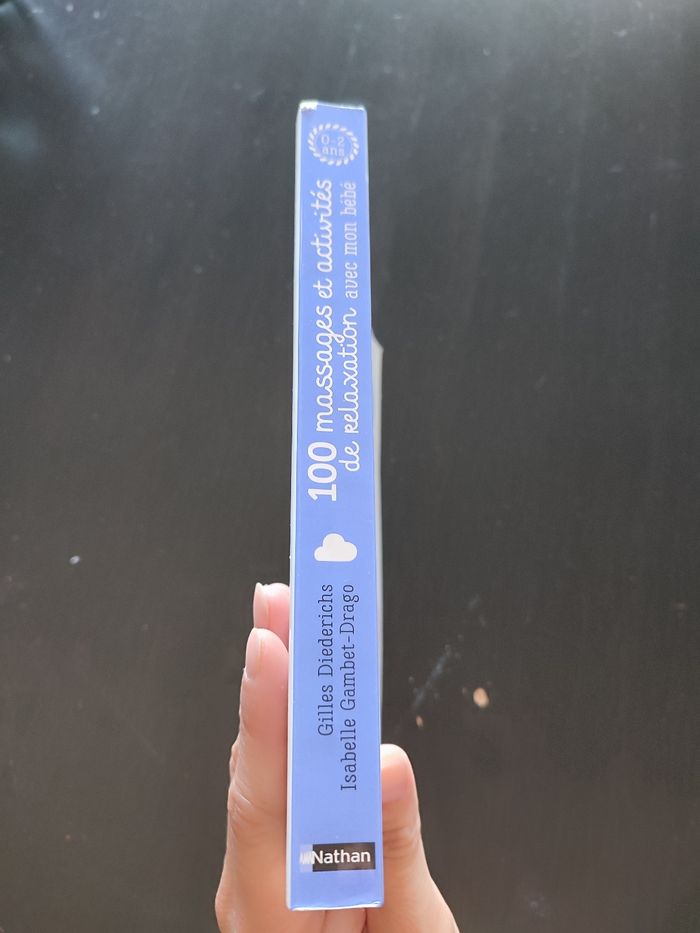 Gilles Diederichs
Isabelle Gambet-Drago
100 massages et activités
de relaxation avec mon bébé
0-2
ans
Nathan